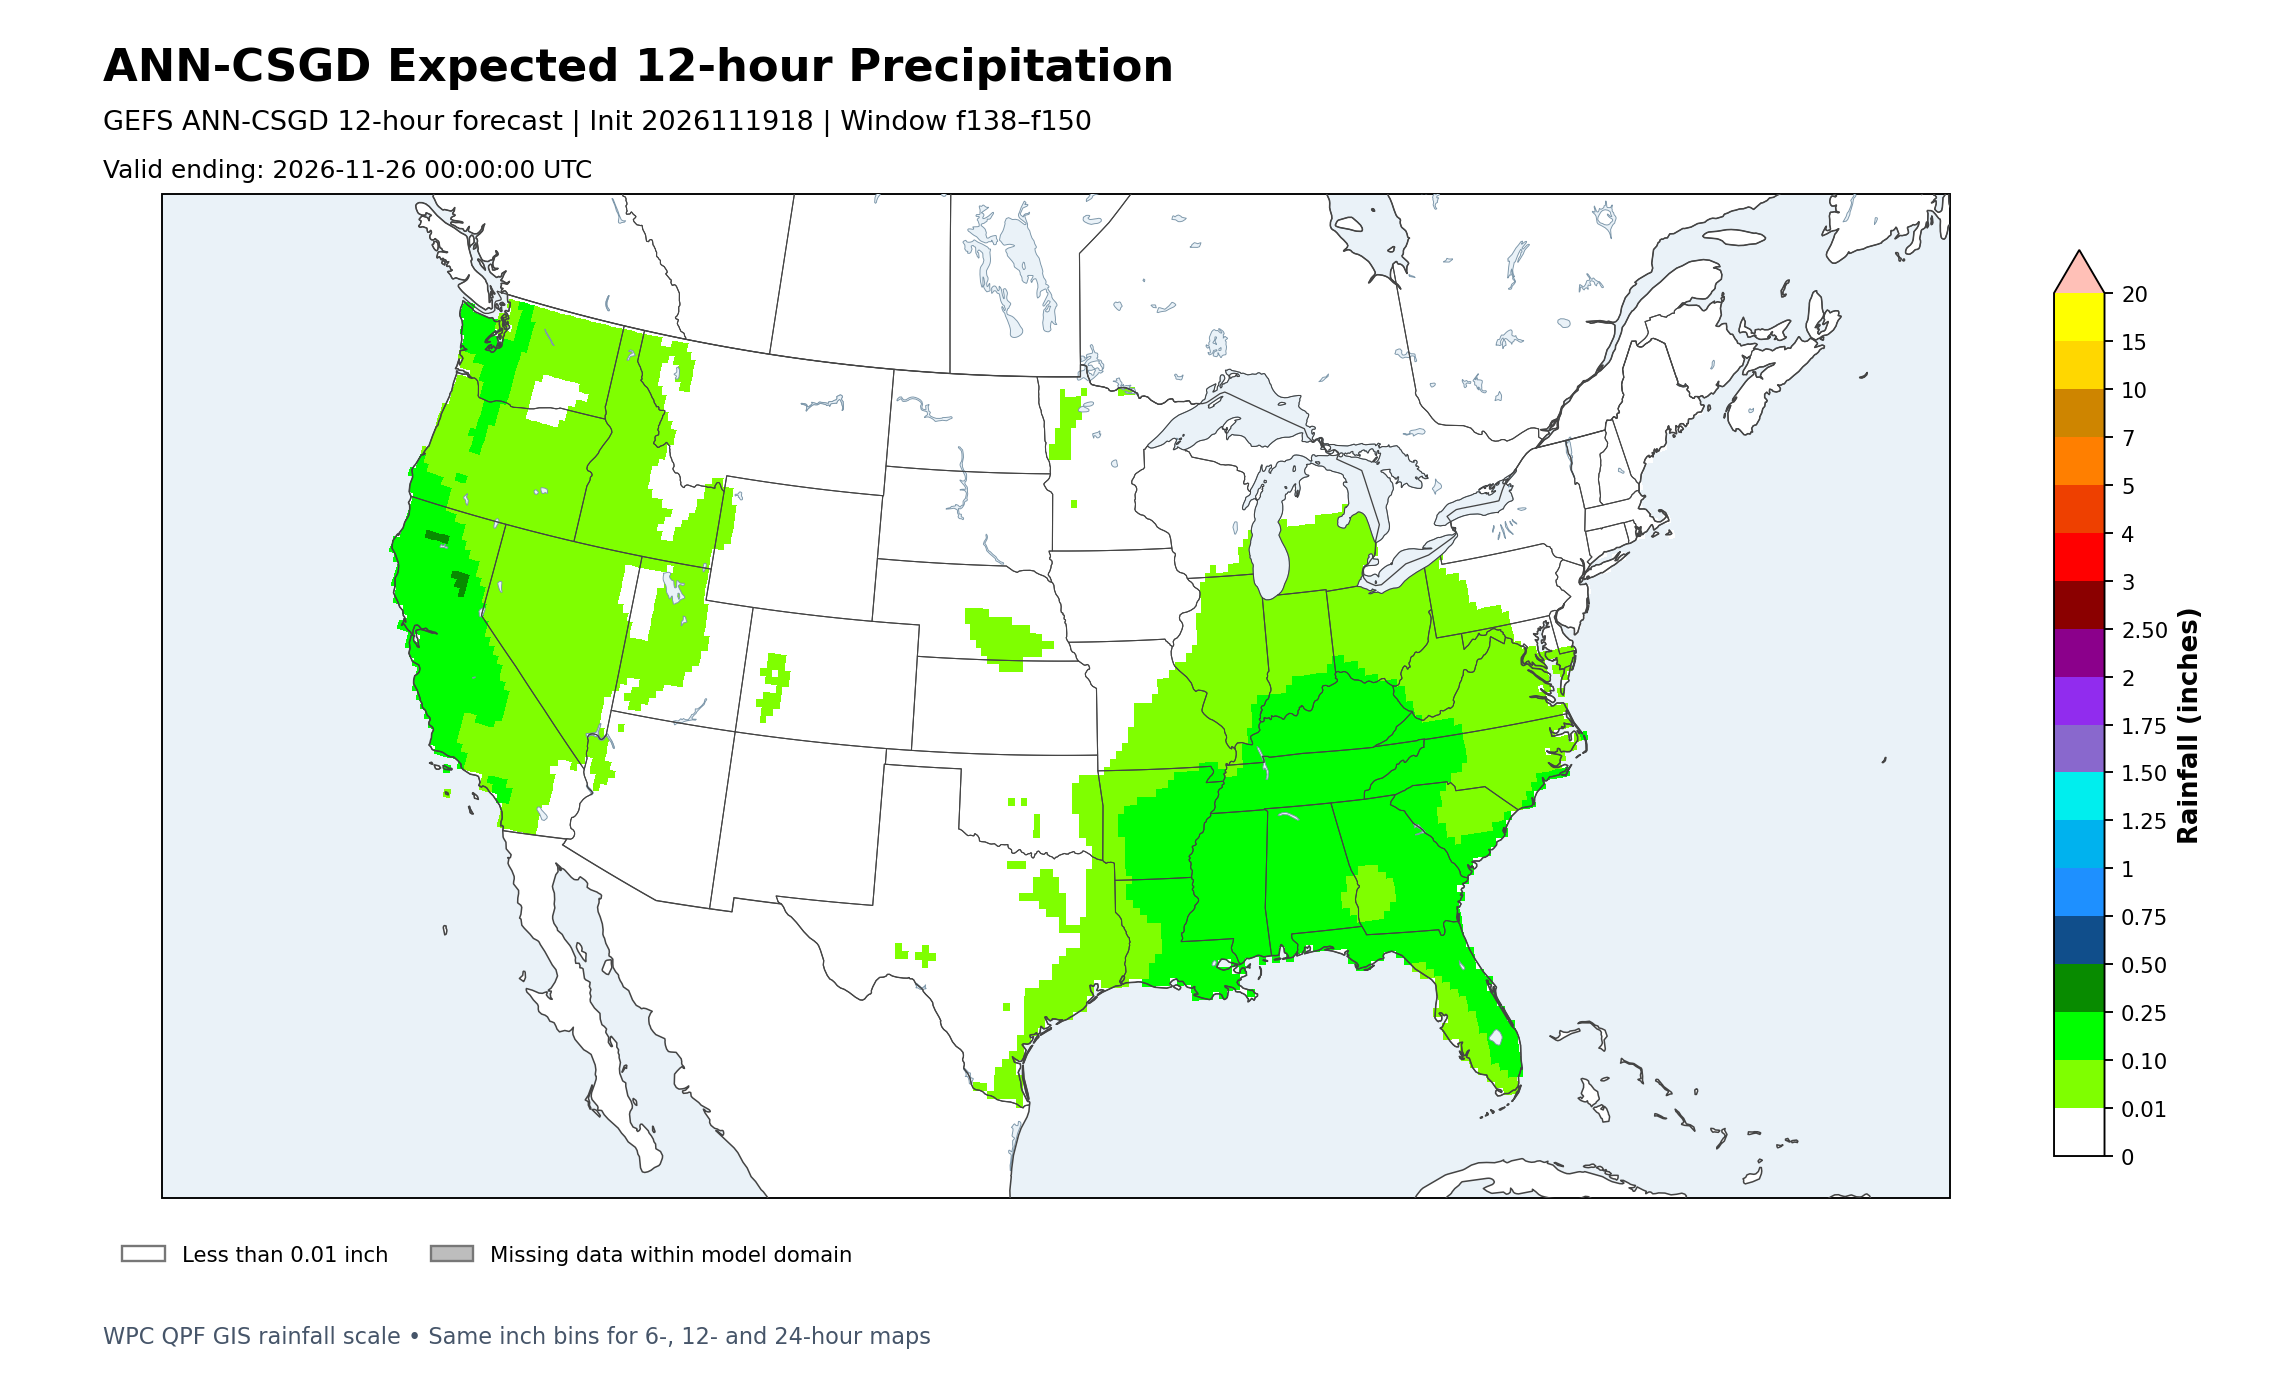 ANN-CSGD Expected 12-hour Precipitation
GEFS ANN-CSGD 12-hour forecast | Init 2026111918 | Window f138–f150
Valid ending: 2026-11-26 00:00:00 UTC
20
15
10
7
5
4
3
2.50
2
1.75
1.50
1.25
1
0.75
0.50
0.25
0.10
0.01
0
Rainfall (inches)
Less than 0.01 inch
Missing data within model domain
WPC QPF GIS rainfall scale • Same inch bins for 6-, 12- and 24-hour maps